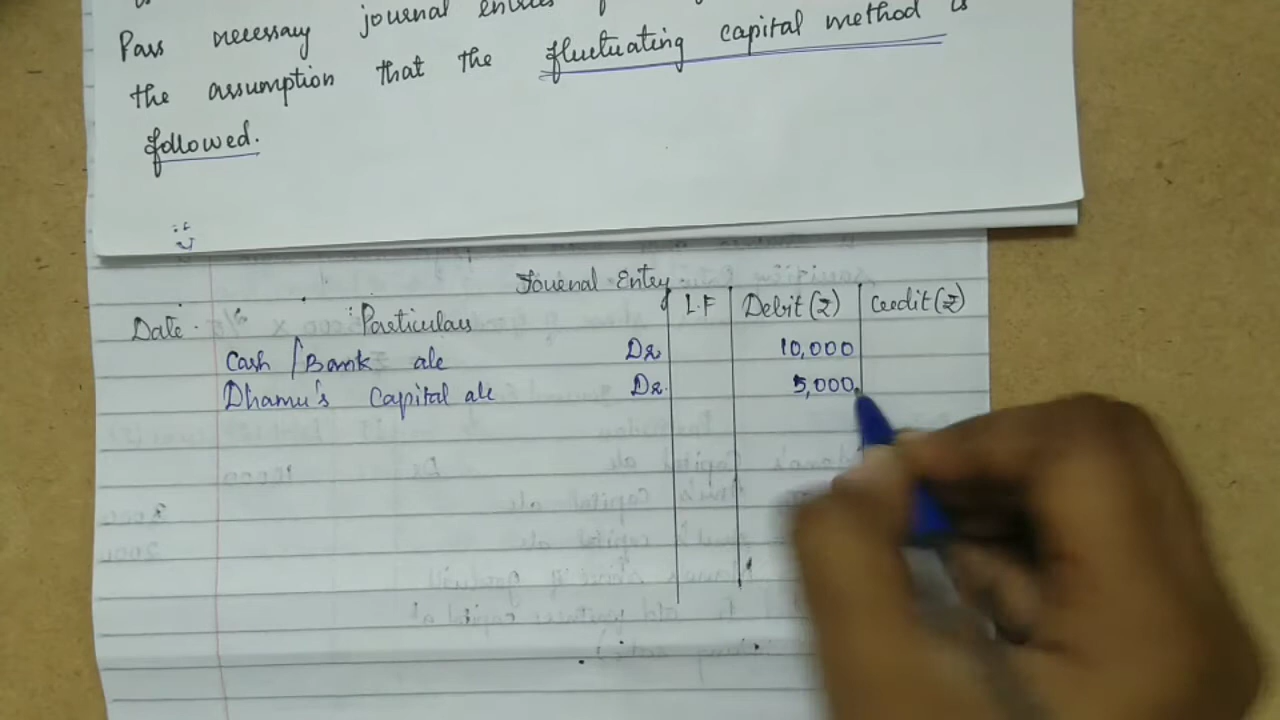 Pass necessary journal entries
the assumption that the fluctuating capital method is
followed.
Journal Entry
Date. Particulars L.F Debit (₹) Credit (₹)
Cash / Bank a/c Dr 10,000
Dhamu's Capital a/c Dr. 5,000